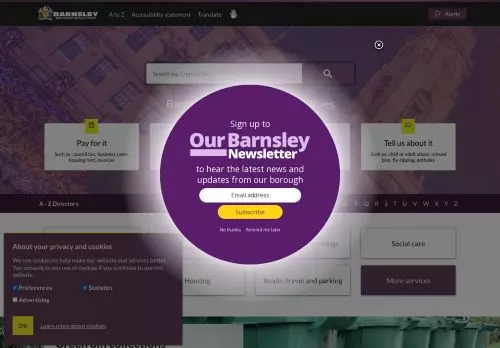 BARNSLEY
A to Z
Accessibility statement
Translate
Alerts
Search
Sign up to
Our Barnsley
Newsletter
to hear the latest news and
updates from our borough
Email address
Subscribe
No thanks
Remind me later
Pay for it
Such as: council tax, business rates,
housing rent, invoices
Tell us about it
Such as: child or adult abuse, missed
bins, fly-tipping, potholes
A - Z Directory
P Q R S T U V W X Y Z
Social care
Housing
Roads, travel and parking
More services
About your privacy and cookies
We use cookies to help make our website and services better.
You consent to our use of cookies if you continue to use this
website.
Preferences
Statistics
Advertising
OK
Learn more about cookies
Green bin collections